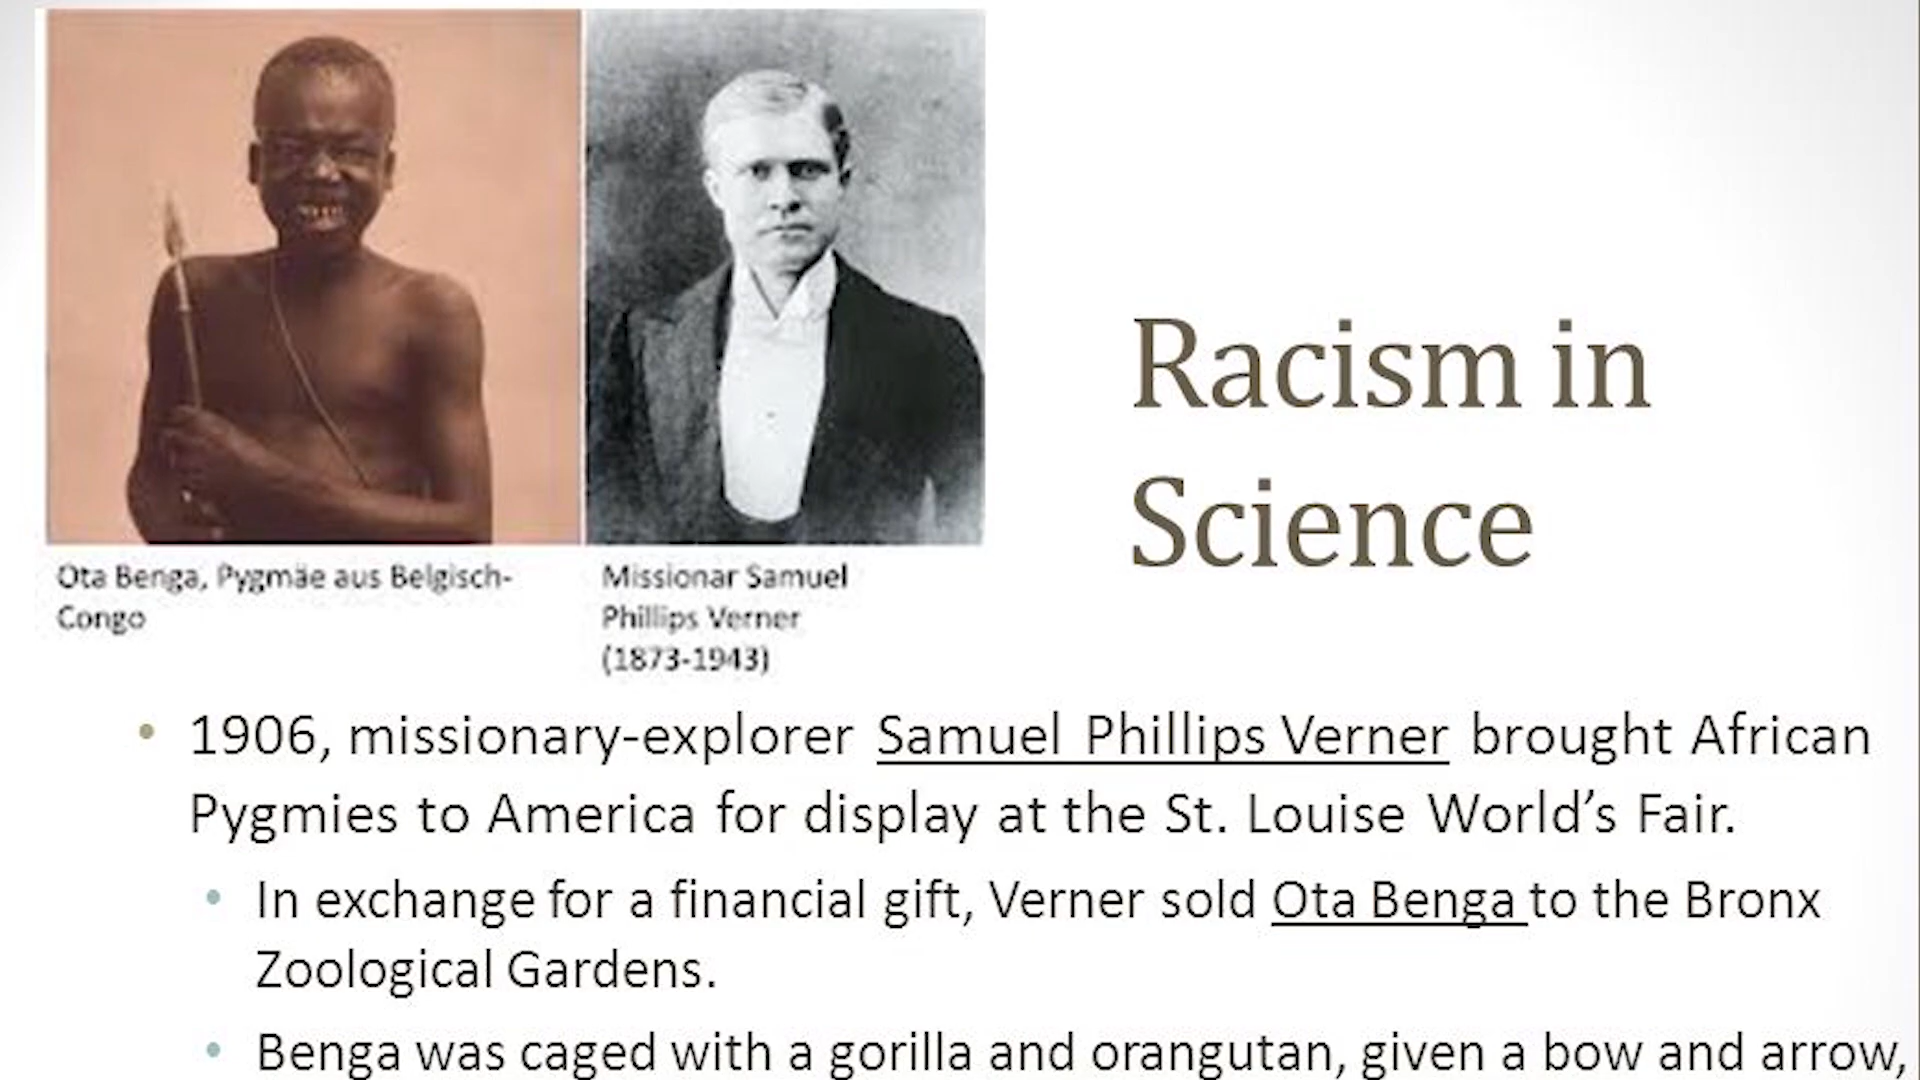 Racism in
Science
Ota Benga, Pygmäe aus Belgisch-
Congo
Missionar Samuel
Phillips Verner
(1873-1943)
• 1906, missionary-explorer Samuel Phillips Verner brought African
Pygmies to America for display at the St. Louise World’s Fair.
• In exchange for a financial gift, Verner sold Ota Benga to the Bronx
Zoological Gardens.
• Benga was caged with a gorilla and orangutan, given a bow and arrow,